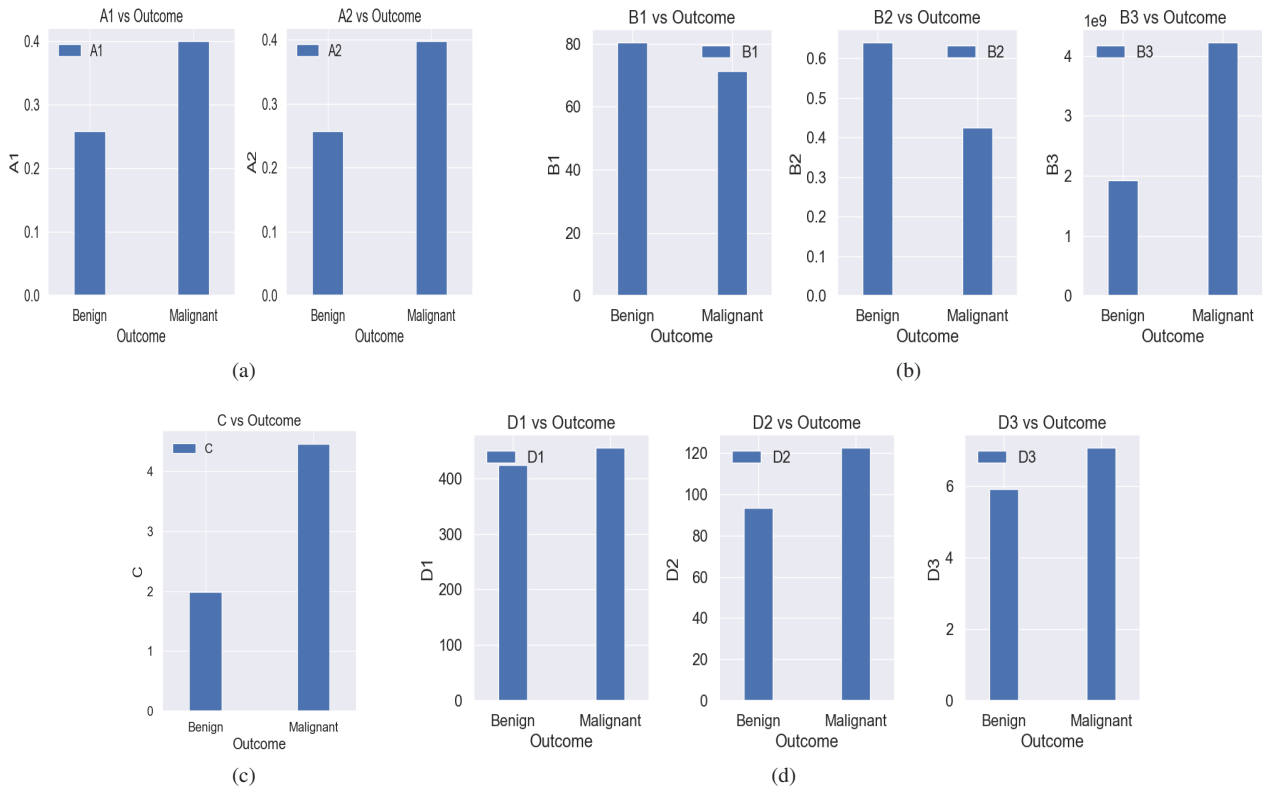 A1 vs Outcome
A1
0.4
0.3
0.2
0.1
0.0
A1
Benign Malignant
Outcome
A2 vs Outcome
A2
0.4
0.3
0.2
0.1
0.0
A2
Benign Malignant
Outcome
(a)
B1 vs Outcome
B1
80
60
40
20
0
B1
Benign Malignant
Outcome
B2 vs Outcome
B2
0.6
0.5
0.4
0.3
0.2
0.1
0.0
B2
Benign Malignant
Outcome
1e9 B3 vs Outcome
B3
4
3
2
1
0
B3
Benign Malignant
Outcome
(b)
C vs Outcome
C
4
3
2
1
0
C
Benign Malignant
Outcome
(c)
D1 vs Outcome
D1
400
300
200
100
0
D1
Benign Malignant
Outcome
D2 vs Outcome
D2
120
100
80
60
40
20
0
D2
Benign Malignant
Outcome
D3 vs Outcome
D3
6
4
2
0
D3
Benign Malignant
Outcome
(d)